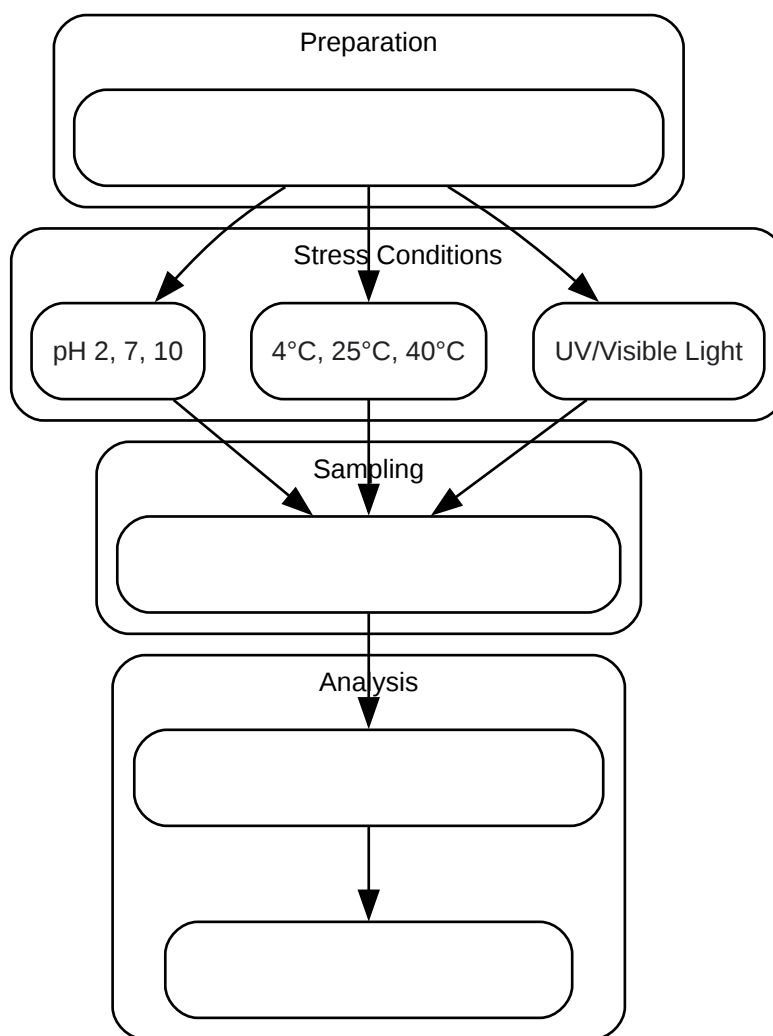 Preparation
Stress Conditions
pH 2, 7, 10
4°C, 25°C, 40°C
UV/Visible Light
Sampling
Analysis